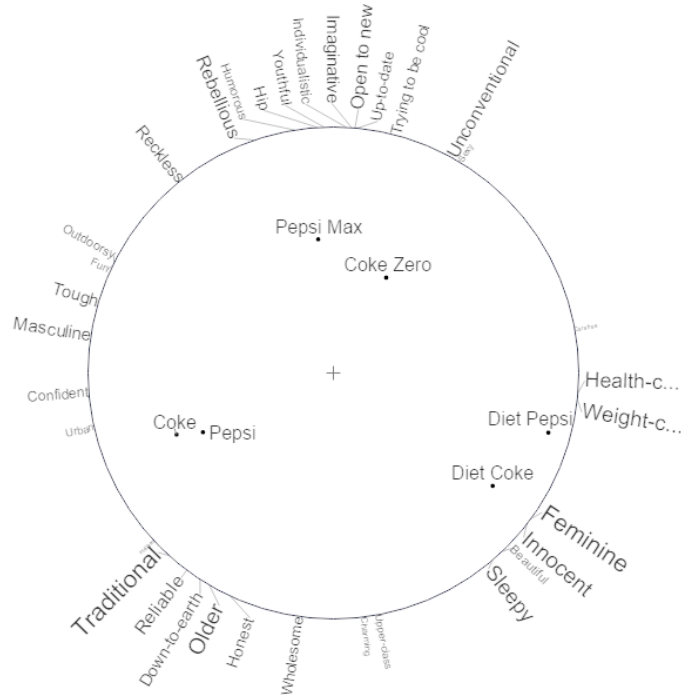 Imaginative
Open to new
Individualistic
Up-to-date
Trying to be cool
Unconventional
Youthful
Humorous
Hip
Rebellious
Sexy
Reckless
Outdoorsy
Fun
Pepsi Max
Coke Zero
Tough
Masculine
Carefree
Health-c...
Confident
Weight-c...
Urban
Coke
Pepsi
Diet Pepsi
Diet Coke
Feminine
Innocent
Beautiful
Sleepy
Traditional
Reliable
Down-to-earth
Older
Honest
Wholesome
Charming
Upper-class